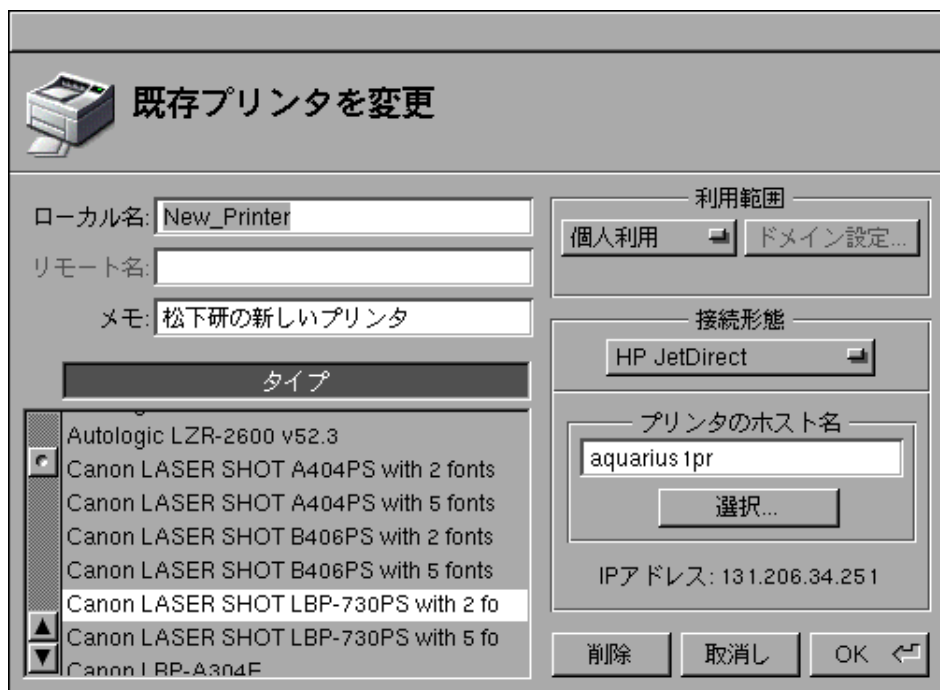 既存プリンタを変更
ローカル名: New_Printer
リモート名:
メモ: 松下研の新しいプリンタ
タイプ
Autologic LZR-2600 v52.3
Canon LASER SHOT A404PS with 2 fonts
Canon LASER SHOT A404PS with 5 fonts
Canon LASER SHOT B406PS with 2 fonts
Canon LASER SHOT B406PS with 5 fonts
Canon LASER SHOT LBP-730PS with 2 fo
Canon LASER SHOT LBP-730PS with 5 fo
Canon LBP-A304E
利用範囲
個人利用 ドメイン設定...
接続形態
HP JetDirect
プリンタのホスト名
aquarius1pr
選択...
IPアドレス: 131.206.34.251
削除 取消し OK